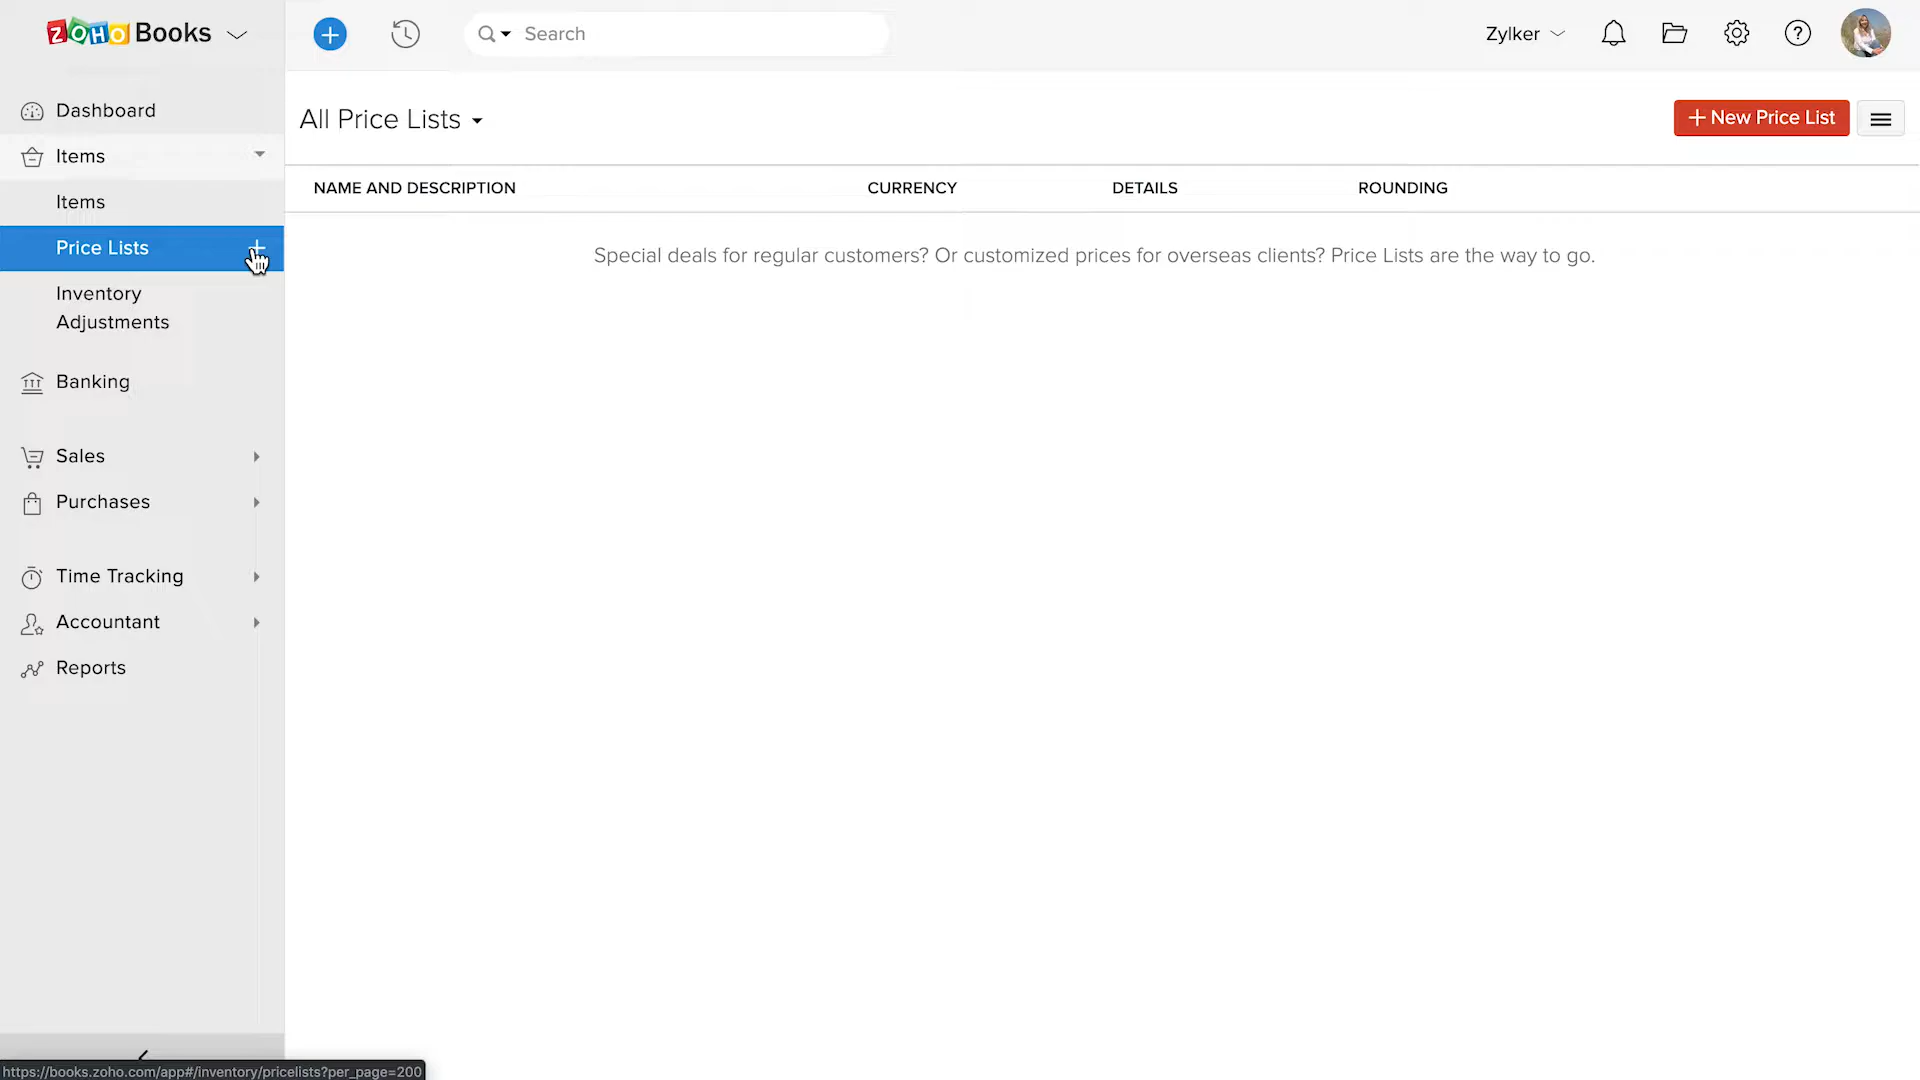 ZOHO Books
Search
Zylker
Dashboard
Items
Items
Price Lists
Inventory
Adjustments
Banking
Sales
Purchases
Time Tracking
Accountant
Reports
All Price Lists
New Price List
NAME AND DESCRIPTION CURRENCY DETAILS ROUNDING
Special deals for regular customers? Or customized prices for overseas clients? Price Lists are the way to go.
https://books.zoho.com/app#/inventory/pricelists?per_page=200